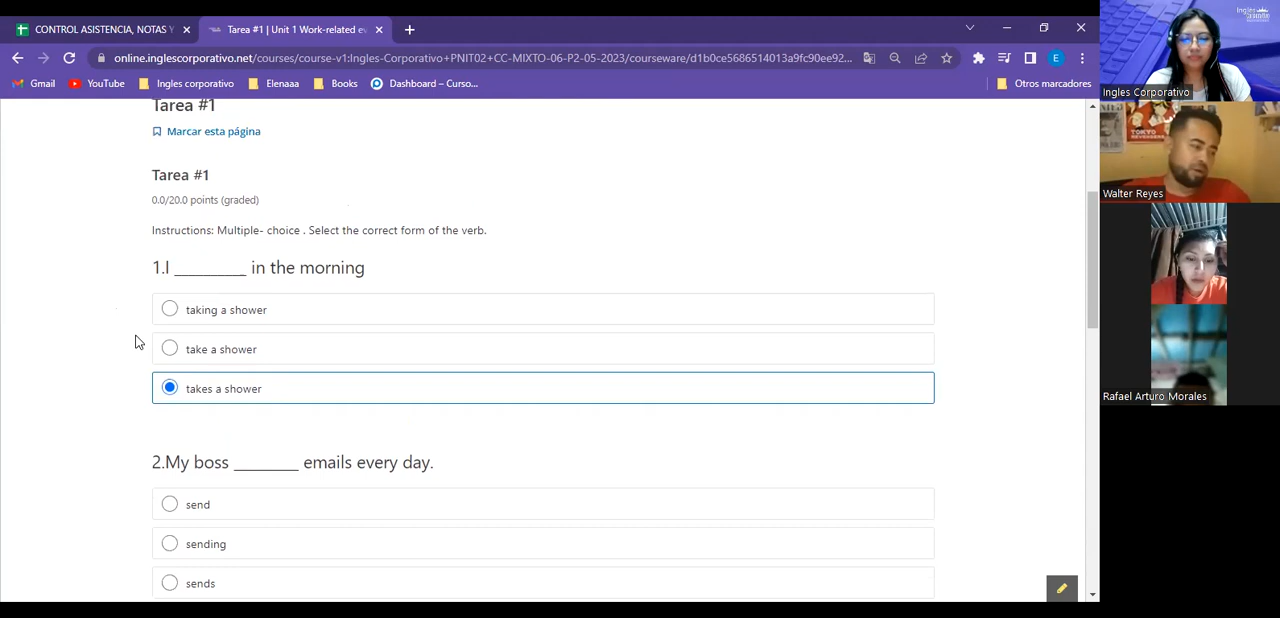 CONTROL ASISTENCIA, NOTAS Y
Tarea #1 | Unit 1 Work-related e
online.inglescorporativo.net/courses/course-v1:Ingles-Corporativo+PNIT02+CC-MIXTO-06-P2-05-2023/courseware/d1b0ce5686514013a9fc90ee92...
E
Gmail
YouTube
Ingles corporativo
Elenaaa
Books
Dashboard – Curso...
Otros marcadores
Tarea #1
Marcar esta página
Tarea #1
0.0/20.0 points (graded)
Instructions: Multiple- choice . Select the correct form of the verb.
1.I _________ in the morning
taking a shower
take a shower
takes a shower
2.My boss ________ emails every day.
send
sending
sends
Ingles Corporativo
TOKYO
REVENGERS
Walter Reyes
Rafael Arturo Morales